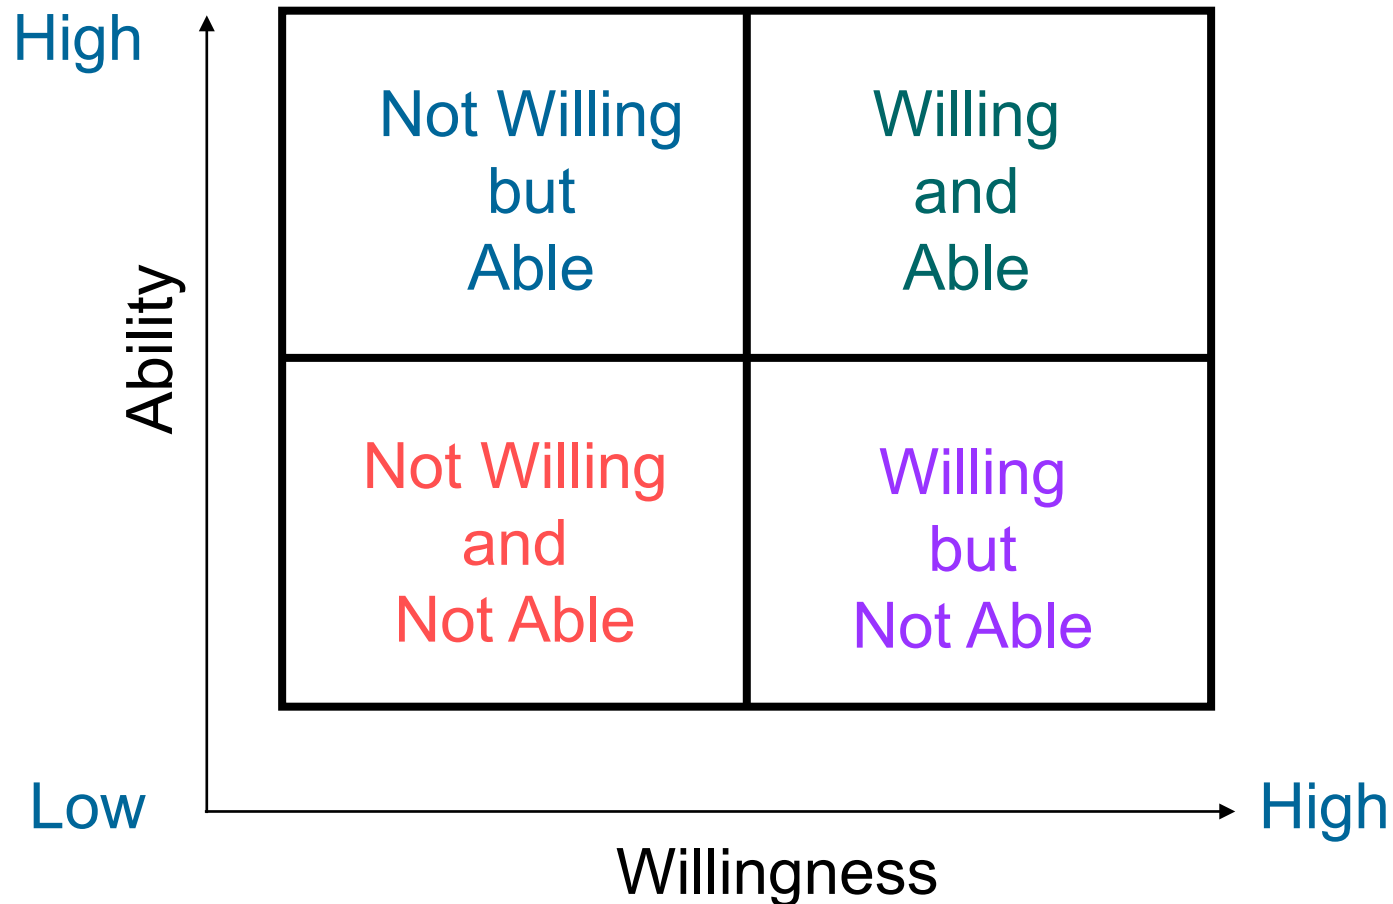 High
Not Willing
but
Able
Willing
and
Able
Ability
Not Willing
and
Not Able
Willing
but
Not Able
Low
High
Willingness